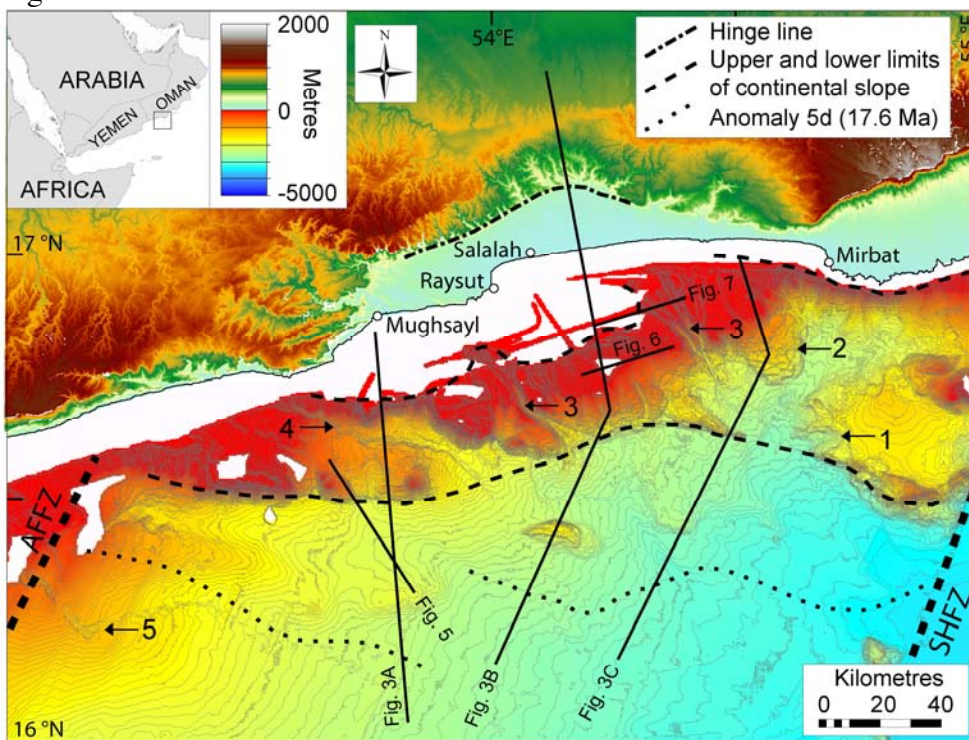 2000
0
-5000
Metres
ARABIA
OMAN
YEMEN
AFRICA
N
54 °E
55 °E
Hinge line
Upper and lower limits
of continental slope
Anomaly 5d (17.6 Ma)
17 °N
Salalah
Raysut
Mughsayl
Mirbat
Fig. 7
Fig. 6
3
2
3
4
1
AFFZ
5
Fig. 5
Fig. 3A
Fig. 3B
Fig. 3C
SHFZ
16 °N
Kilometres
0 20 40